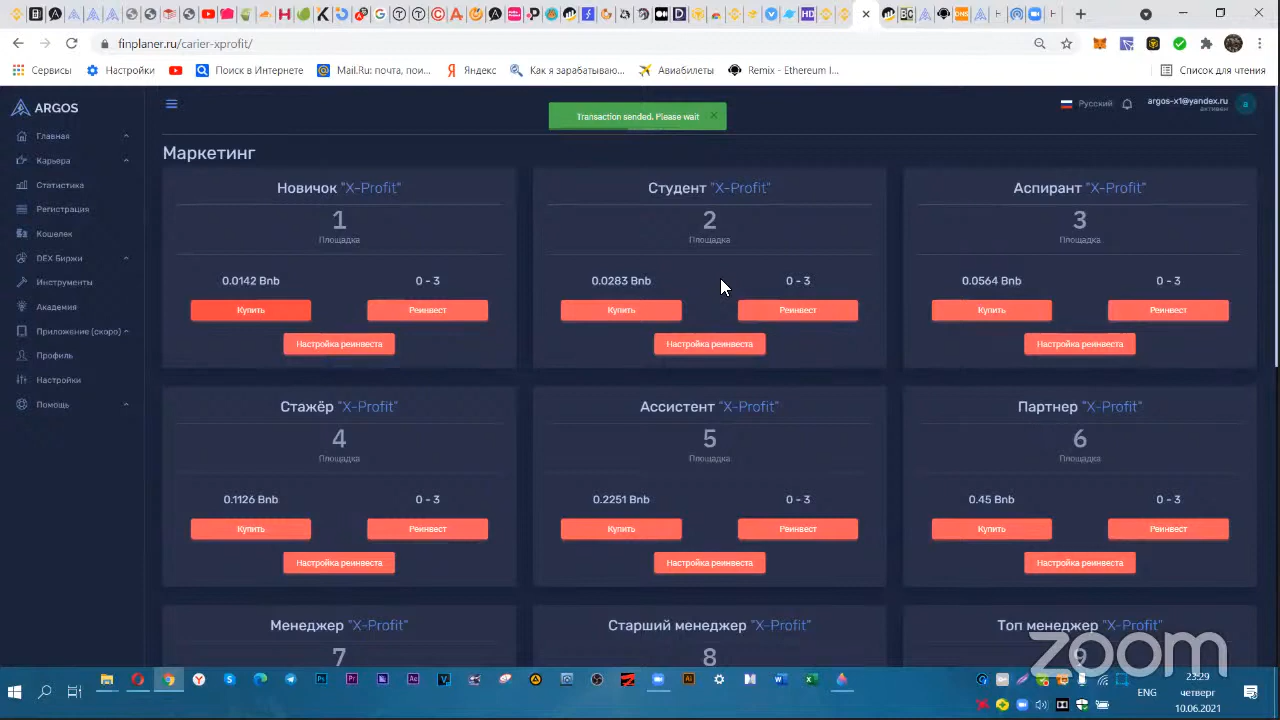 finplaner.ru/carier-xprofit/
Сервисы
Настройки
Поиск в Интернете
Mail.Ru: почта, пои...
Яндекс
Как я зарабатываю...
Авиабилеты
Remix - Ethereum I...
Список для чтения
ARGOS
Transaction sended. Please wait
Русский
argos-x1@yandex.ru
активен
a
Главная
Карьера
Статистика
Регистрация
Кошелек
DEX Биржи
Инструменты
Академия
Приложение (скоро)
Профиль
Настройки
Помощь
Маркетинг
Новичок "X-Profit"
1
Площадка
0.0142 Bnb
0 - 3
Купить
Реинвест
Настройка реинвеста
Студент "X-Profit"
2
Площадка
0.0283 Bnb
0 - 3
Купить
Реинвест
Настройка реинвеста
Аспирант "X-Profit"
3
Площадка
0.0564 Bnb
0 - 3
Купить
Реинвест
Настройка реинвеста
Стажёр "X-Profit"
4
Площадка
0.1126 Bnb
0 - 3
Купить
Реинвест
Настройка реинвеста
Ассистент "X-Profit"
5
Площадка
0.2251 Bnb
0 - 3
Купить
Реинвест
Настройка реинвеста
Партнер "X-Profit"
6
Площадка
0.45 Bnb
0 - 3
Купить
Реинвест
Настройка реинвеста
Менеджер "X-Profit"
7
Старший менеджер "X-Profit"
8
Топ менеджер "X-Profit"
9
zoom
ENG
23:29
четверг
10.06.2021